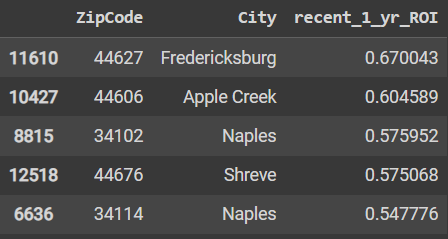 ZipCode City recent_1_yr_ROI
11610 44627 Fredericksburg 0.670043
10427 44606 Apple Creek 0.604589
8815 34102 Naples 0.575952
12518 44676 Shreve 0.575068
6636 34114 Naples 0.547776